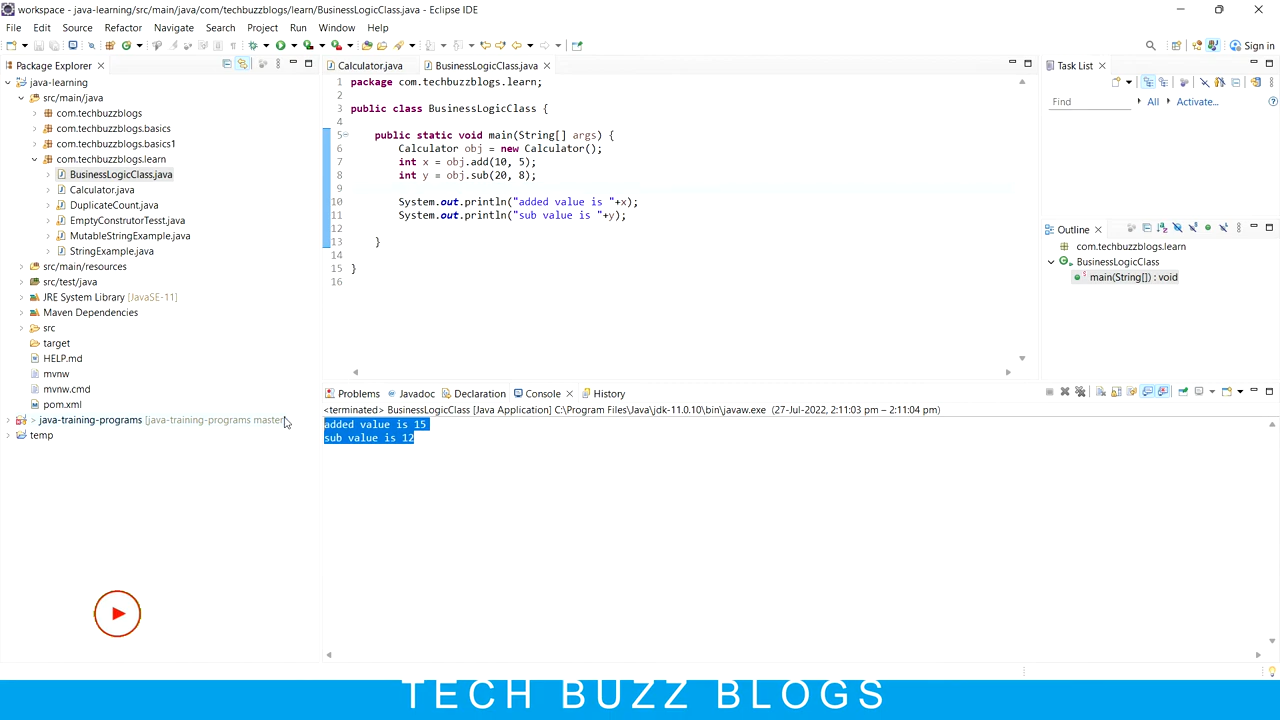 workspace - java-learning/src/main/java/com/techbuzzblogs/learn/BusinessLogicClass.java - Eclipse IDE
File Edit Source Refactor Navigate Search Project Run Window Help
Sign in
Package Explorer
java-learning
src/main/java
com.techbuzzblogs
com.techbuzzblogs.basics
com.techbuzzblogs.basics1
com.techbuzzblogs.learn
BusinessLogicClass.java
Calculator.java
DuplicateCount.java
EmptyConstrutorTesst.java
MutableStringExample.java
StringExample.java
src/main/resources
src/test/java
JRE System Library [JavaSE-11]
Maven Dependencies
src
target
HELP.md
mvnw
mvnw.cmd
pom.xml
> java-training-programs [java-training-programs master]
temp
Calculator.java BusinessLogicClass.java
1 package com.techbuzzblogs.learn;
2
3 public class BusinessLogicClass {
4
5 public static void main(String[] args) {
6 Calculator obj = new Calculator();
7 int x = obj.add(10, 5);
8 int y = obj.sub(20, 8);
9
10 System.out.println("added value is "+x);
11 System.out.println("sub value is "+y);
12
13 }
14
15 }
16
Task List
Find All Activate...
Outline
com.techbuzzblogs.learn
BusinessLogicClass
main(String[]) : void
Problems Javadoc Declaration Console History
<terminated> BusinessLogicClass [Java Application] C:\Program Files\Java\jdk-11.0.10\bin\javaw.exe (27-Jul-2022, 2:11:03 pm – 2:11:04 pm)
added value is 15
sub value is 12
TECH BUZZ BLOGS